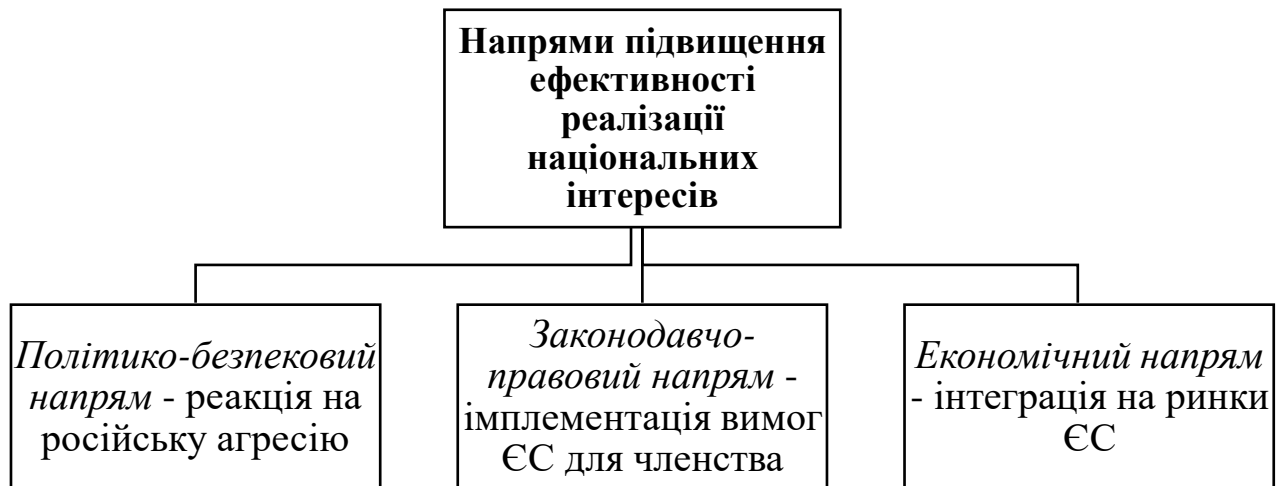 Напрями підвищення
ефективності
реалізації
національних
інтересів
Політико-безпековий
напрям - реакція на
російську агресію
Законодавчо-
правовий напрям -
імплементація вимог
ЄС для членства
Економічний напрям
- інтеграція на ринки
ЄС